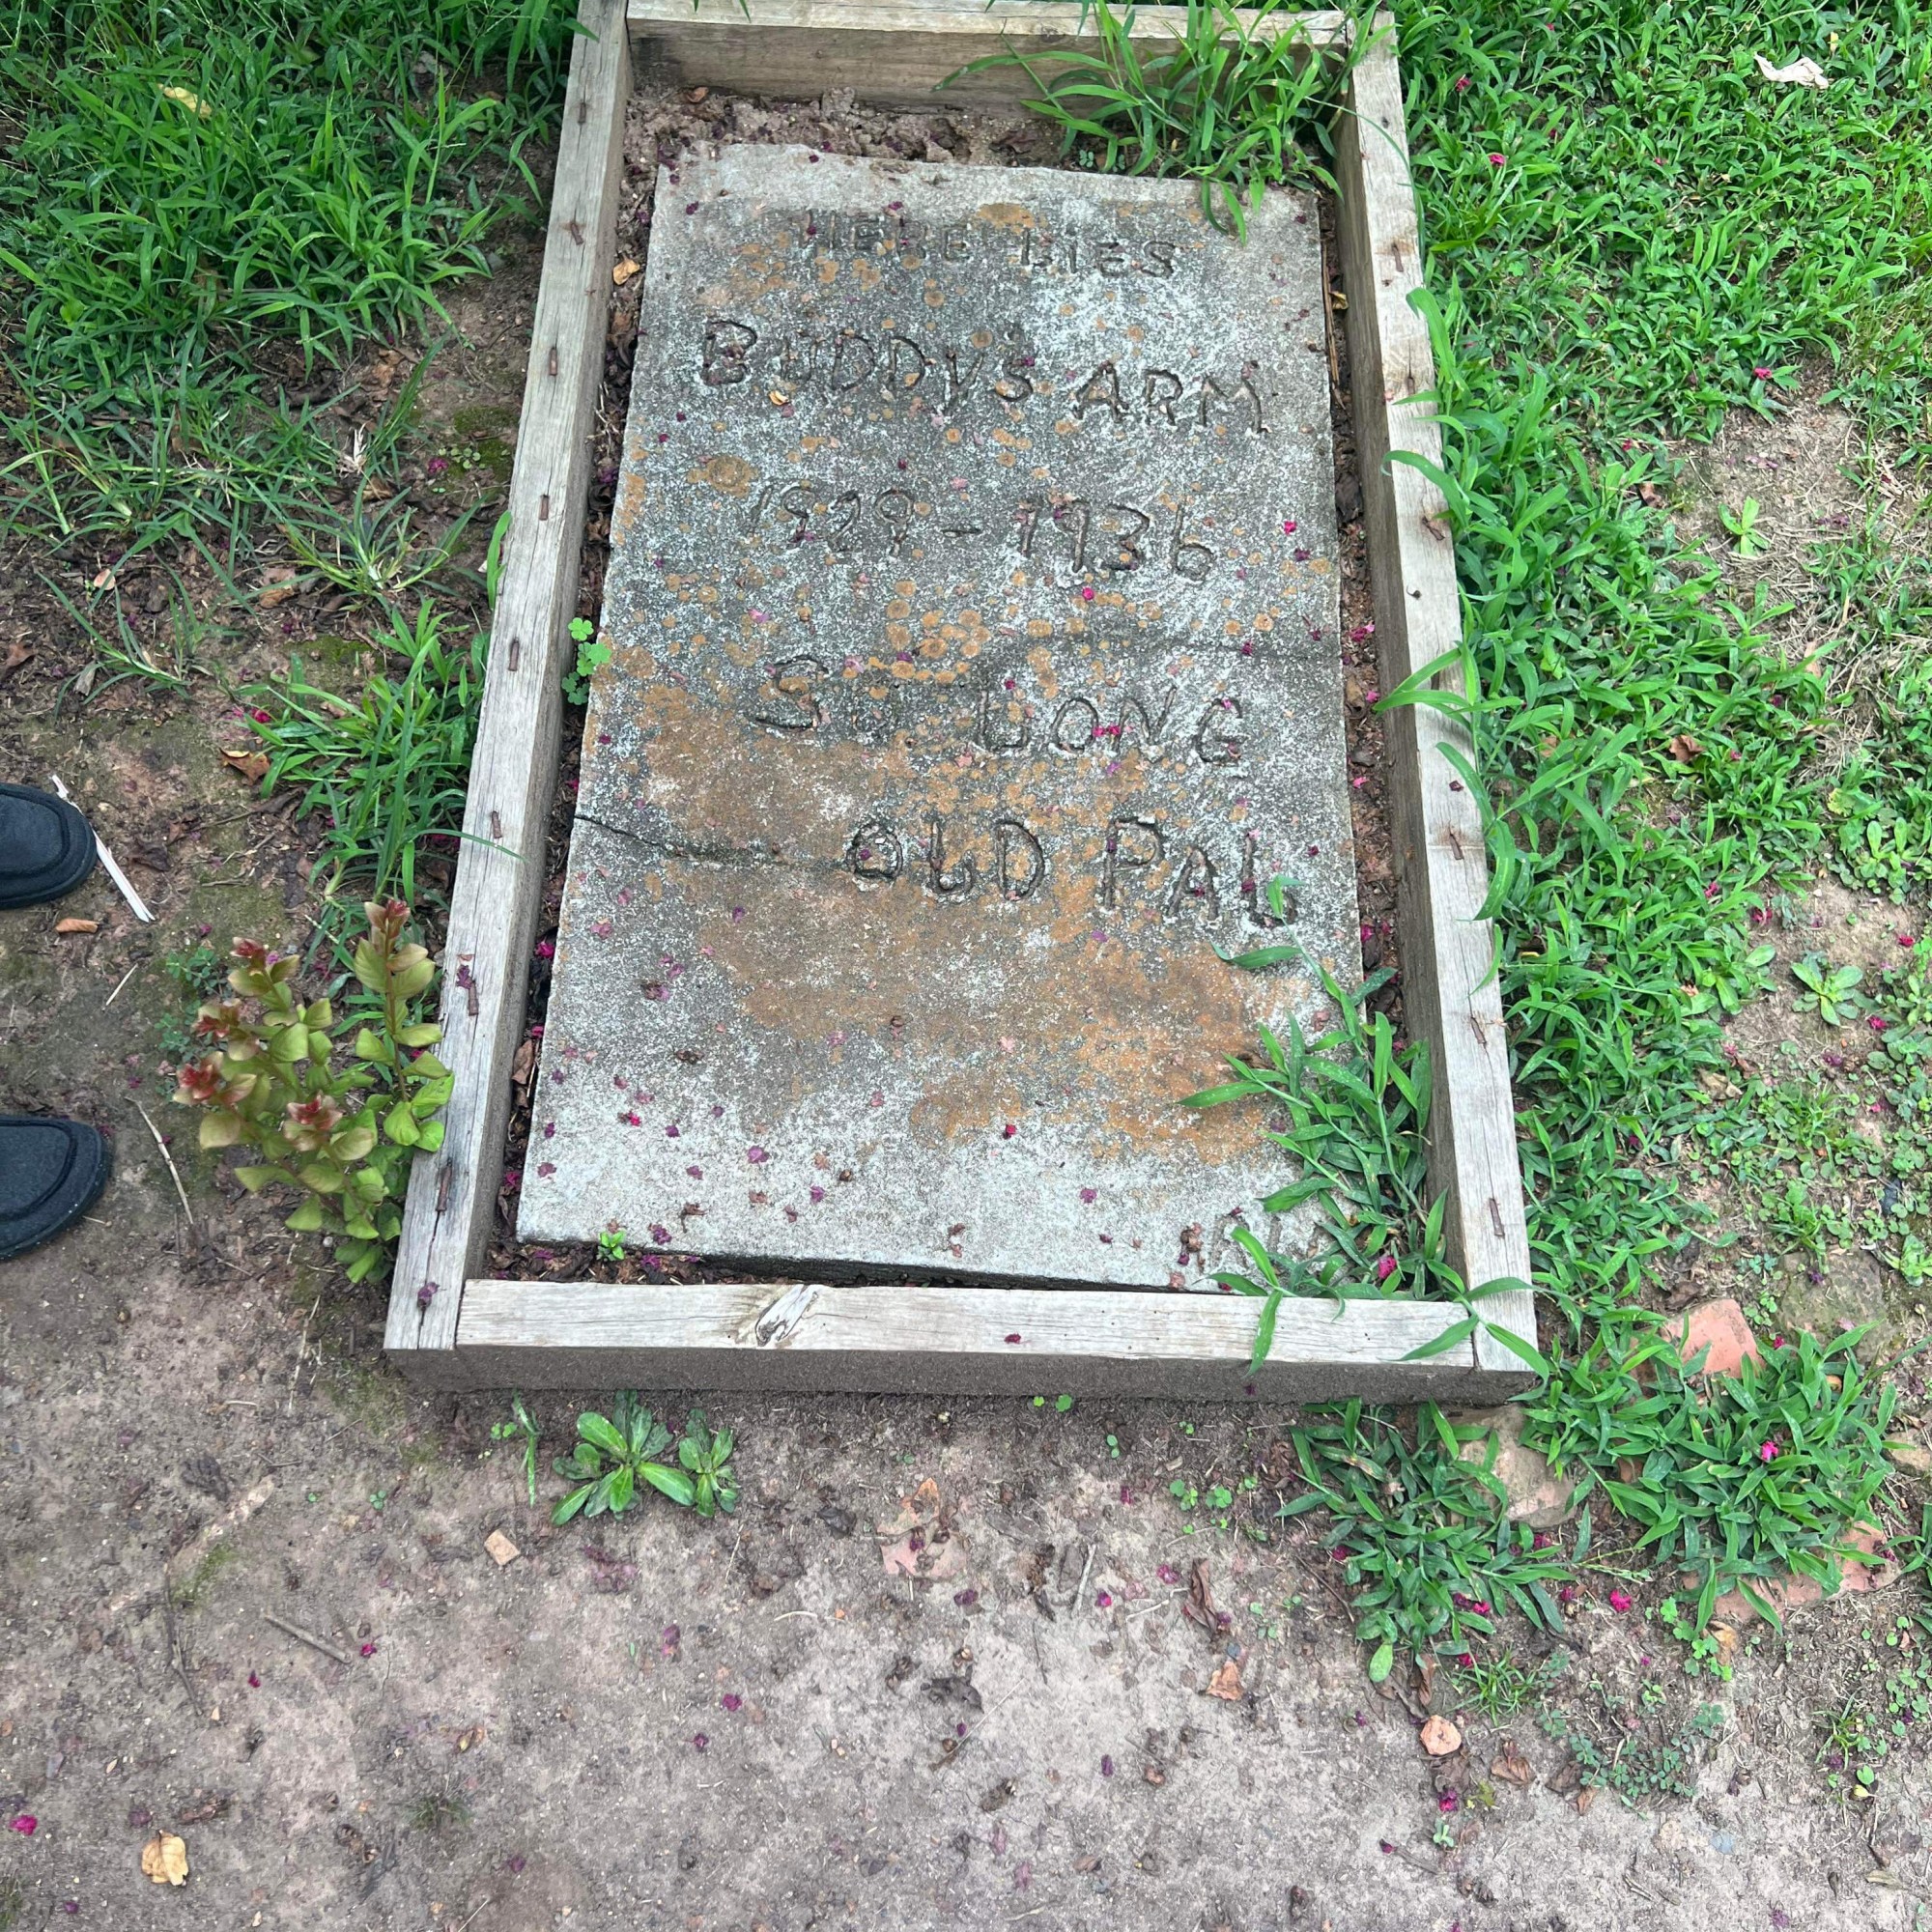 HERE LIES
BUDDY'S ARM
1929 - 1936
SO LONG
OLD PAL